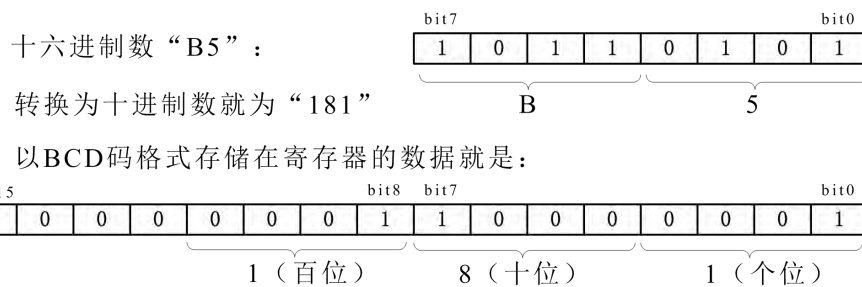 bit7 bit0
十六进制数“B5”： 1 0 1 1 0 1 0 1
B 5
转换为十进制数就为“181”
以BCD码格式存储在寄存器的数据就是：
5 bit8 bit7 bit0
0 0 0 0 0 0 1 1 0 0 0 0 0 0 1
1（百位） 8（十位） 1（个位）